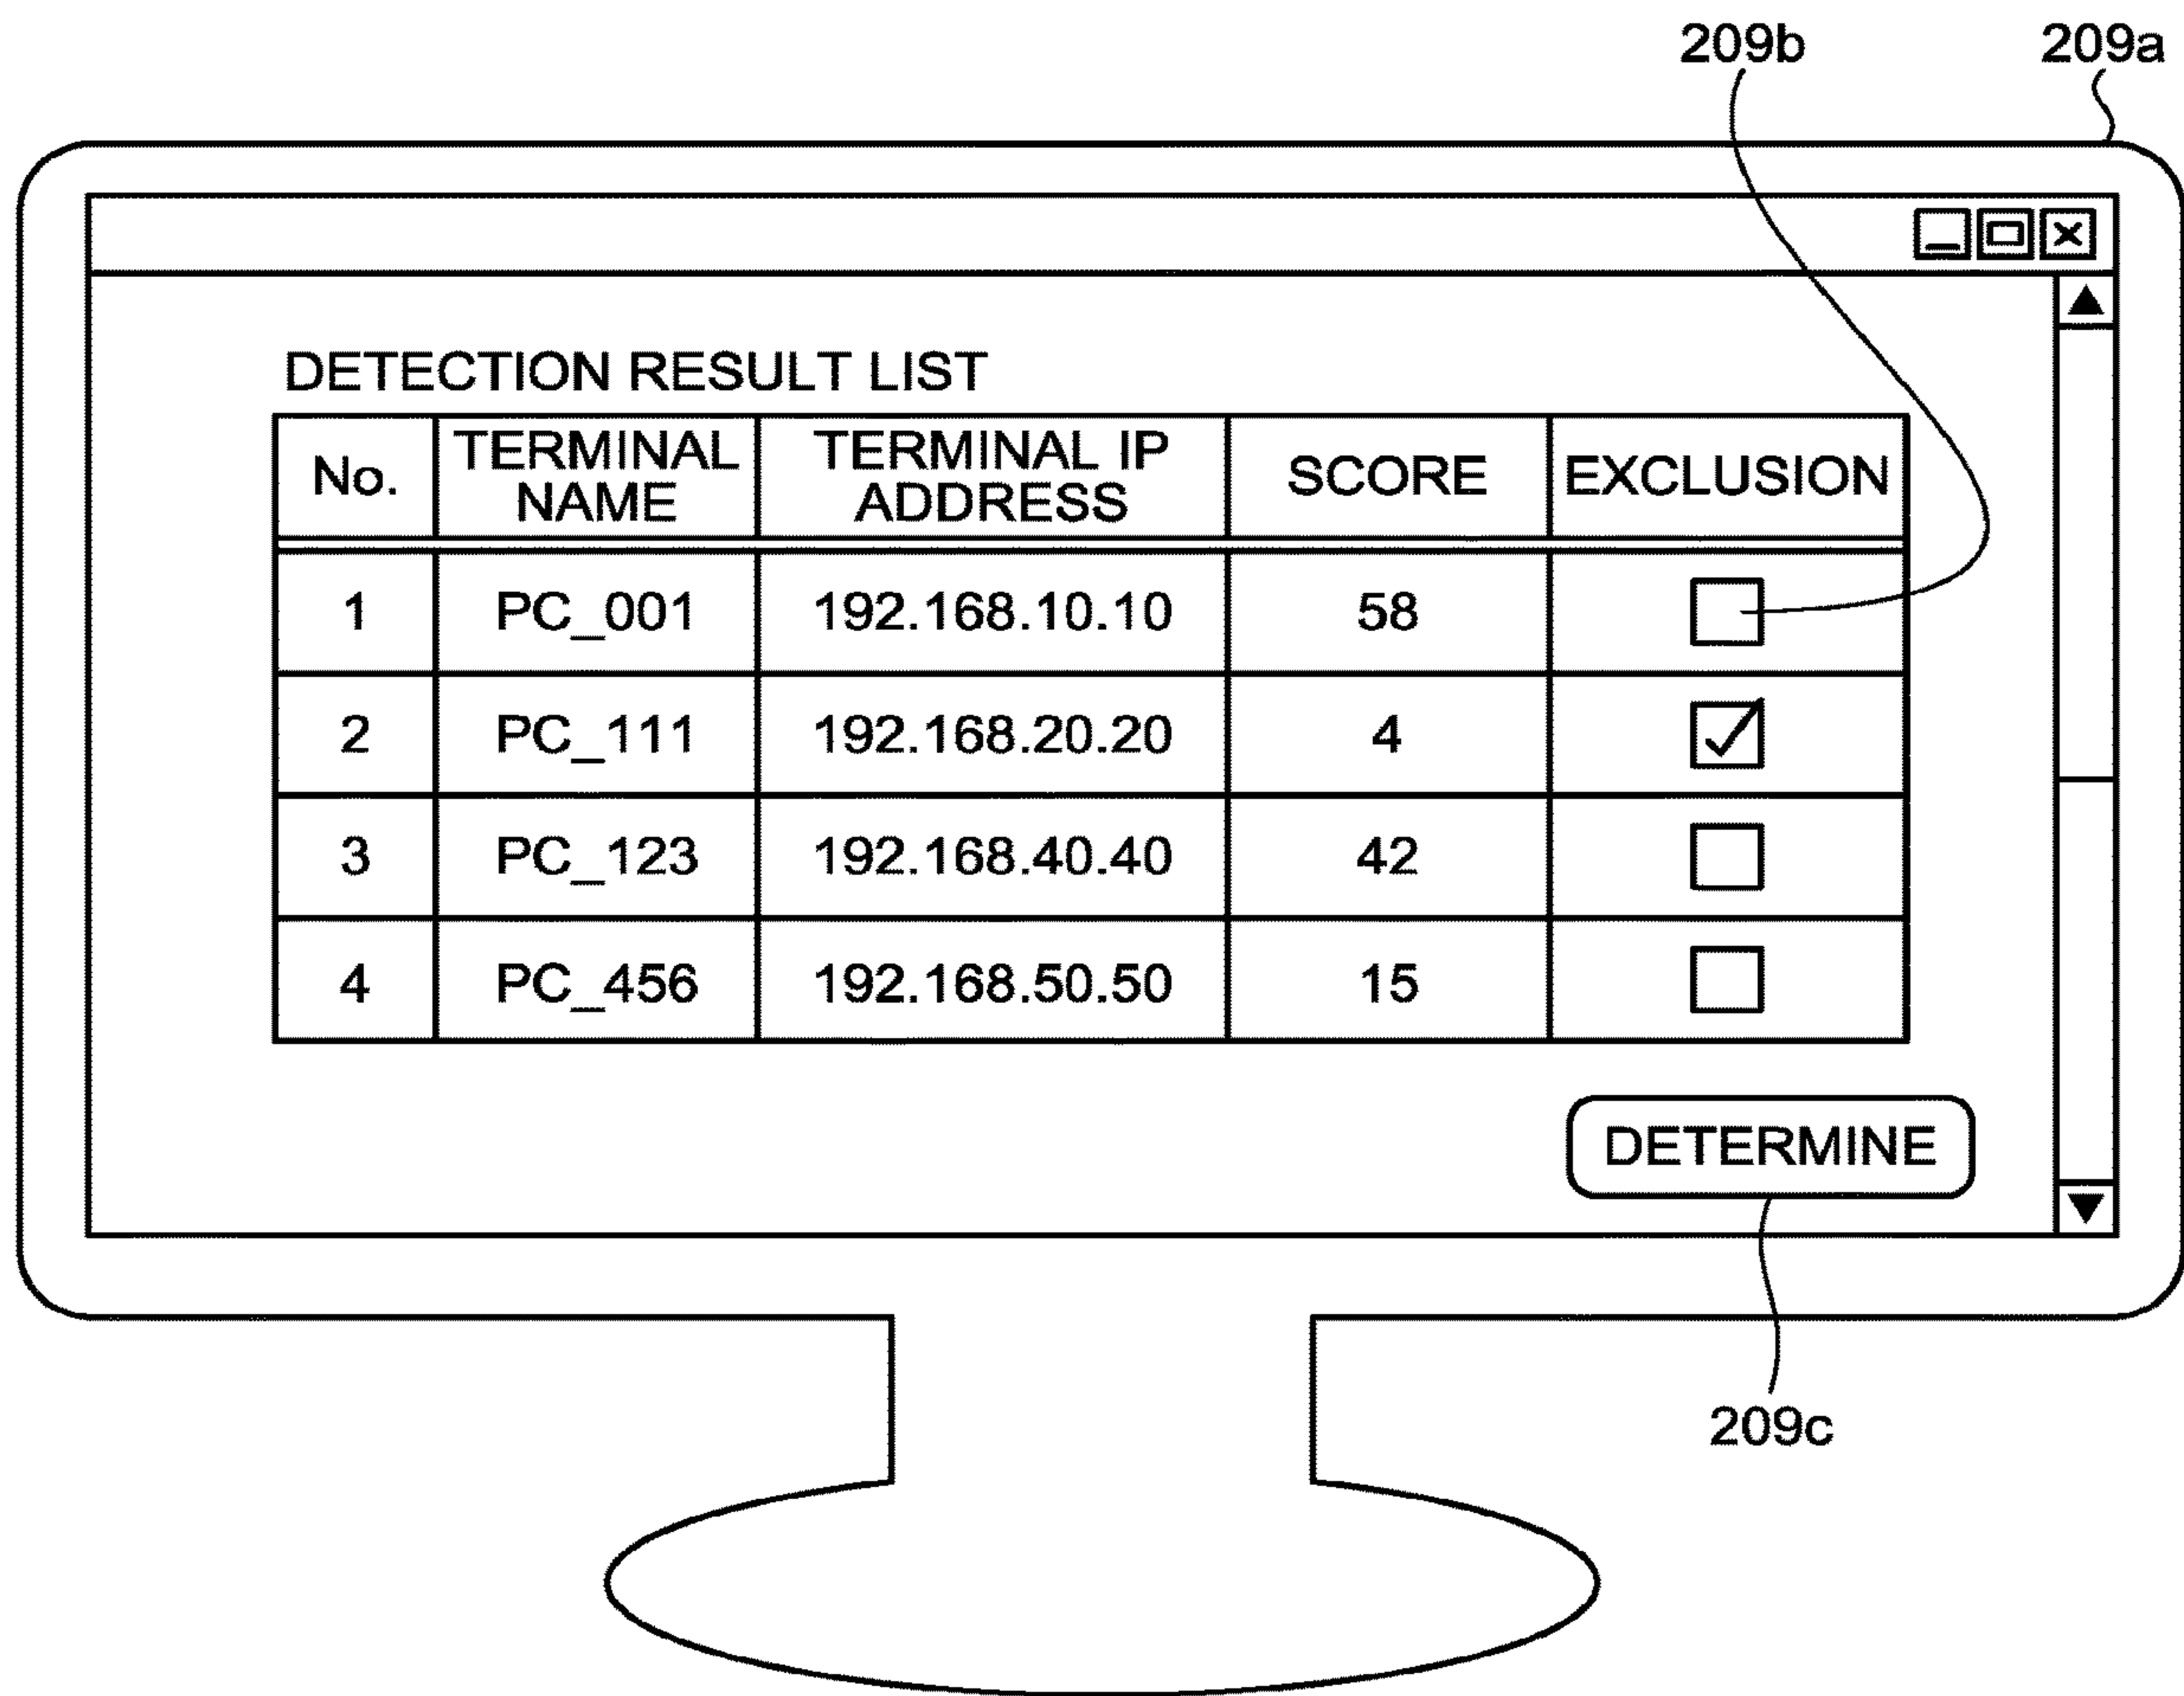 209b 209a
DETECTION RESULT LIST
No. TERMINAL NAME TERMINAL IP ADDRESS SCORE EXCLUSION
1 PC_001 192.168.10.10 58
2 PC_111 192.168.20.20 4
3 PC_123 192.168.40.40 42
4 PC_456 192.168.50.50 15
DETERMINE
209c